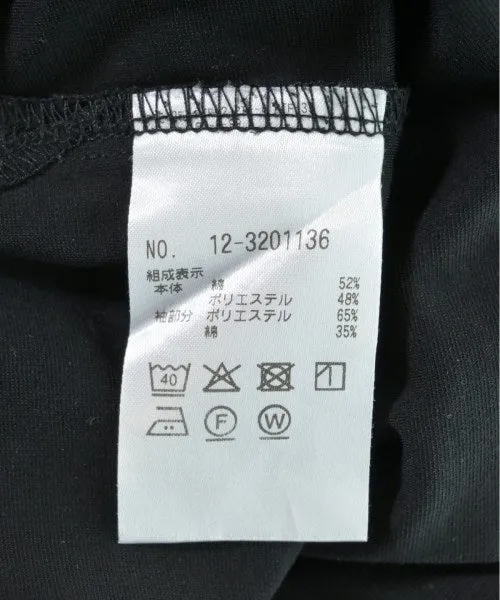 NO. 12-3201136
組成表示
本体 綿 52%
ポリエステル 48%
袖部分 ポリエステル 65%
綿 35%
40
F W